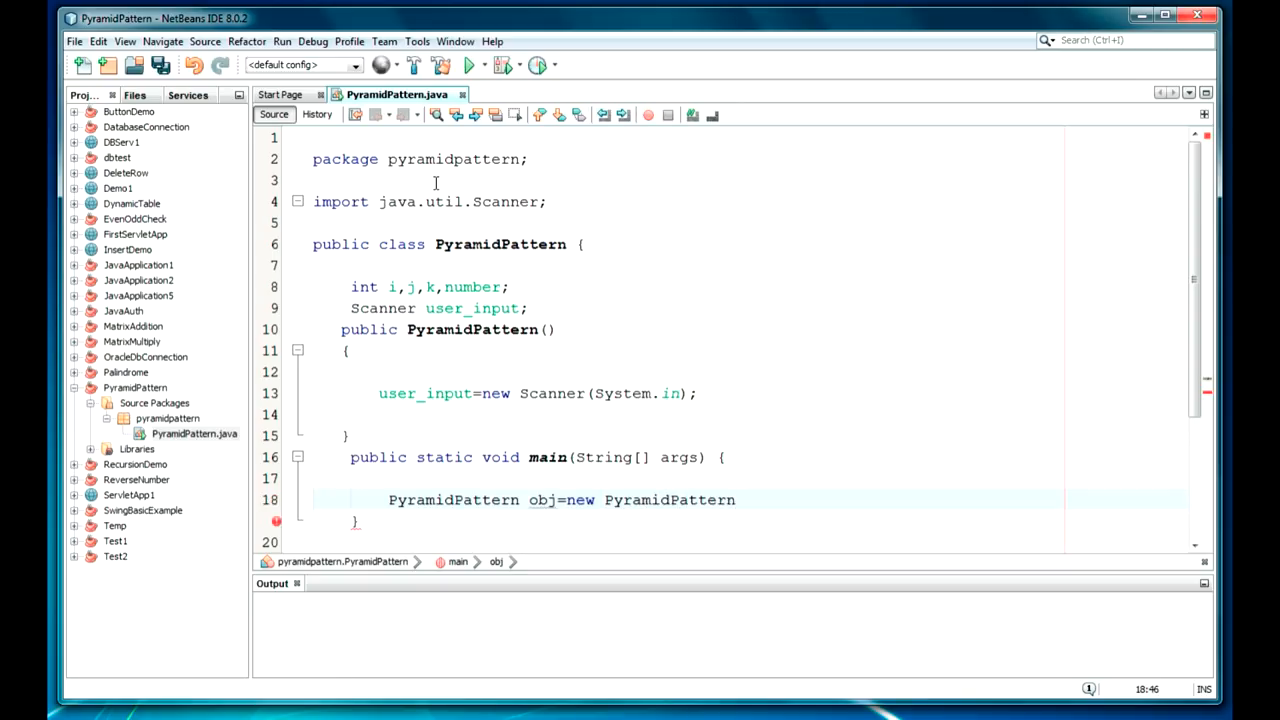 PyramidPattern - NetBeans IDE 8.0.2
File Edit View Navigate Source Refactor Run Debug Profile Team Tools Window Help
Search (Ctrl+I)
<default config>
Proj... Files Services
Start Page PyramidPattern.java
Source History
ButtonDemo
DatabaseConnection
DBServ1
dbtest
DeleteRow
Demo1
DynamicTable
EvenOddCheck
FirstServletApp
InsertDemo
JavaApplication1
JavaApplication2
JavaApplication5
JavaAuth
MatrixAddition
MatrixMultiply
OracleDbConnection
Palindrome
PyramidPattern
Source Packages
pyramidpattern
PyramidPattern.java
Libraries
RecursionDemo
ReverseNumber
ServletApp1
SwingBasicExample
Temp
Test1
Test2
1
2 package pyramidpattern;
3
4 import java.util.Scanner;
5
6 public class PyramidPattern {
7
8 int i,j,k,number;
9 Scanner user_input;
10 public PyramidPattern()
11 {
12
13 user_input=new Scanner(System.in);
14
15 }
16 public static void main(String[] args) {
17
18 PyramidPattern obj=new PyramidPattern
}
20
pyramidpattern.PyramidPattern main obj
Output
1 18:46 INS